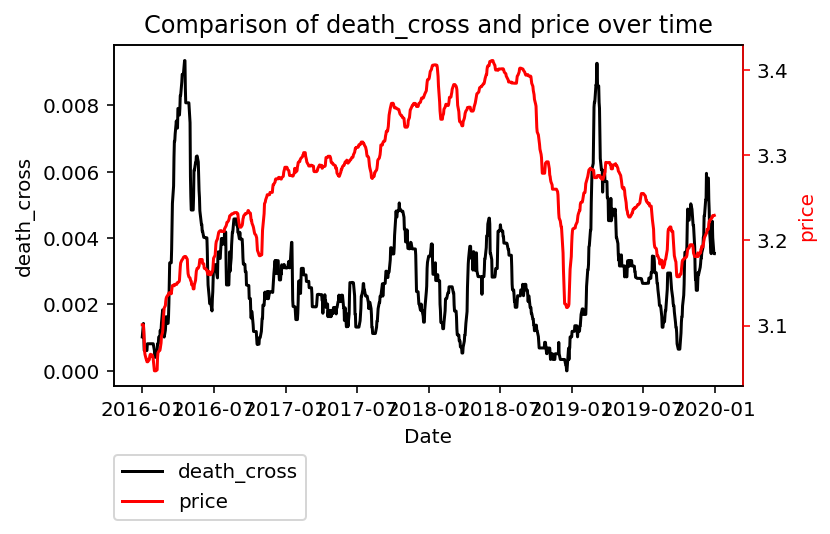 Comparison of death_cross and price over time
death_cross
0.008
0.006
0.004
0.002
0.000
3.4
3.3
3.2
3.1
price
2016-01 2016-07 2017-01 2017-07 2018-01 2018-07 2019-01 2019-07 2020-01
Date
death_cross
price